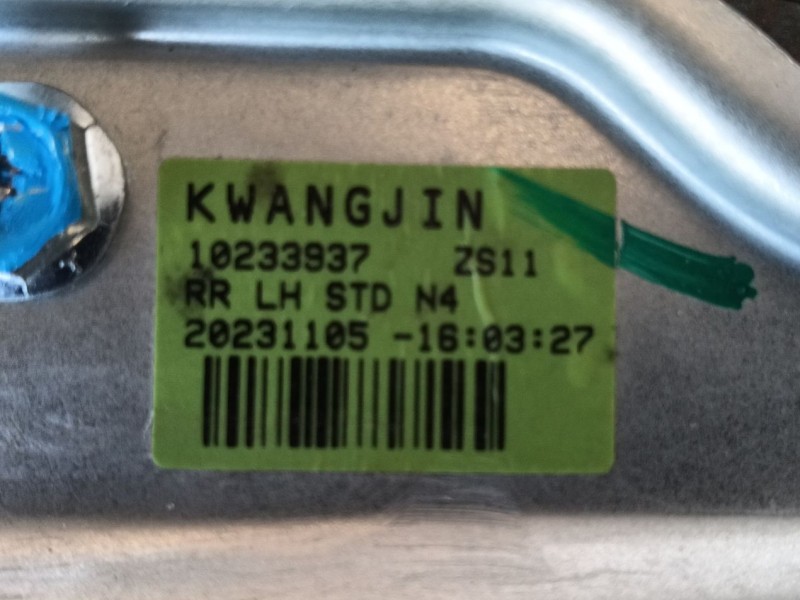 KWANGJIN
10233937 ZS11
RR LH STD N4
20231105 -16:03:27